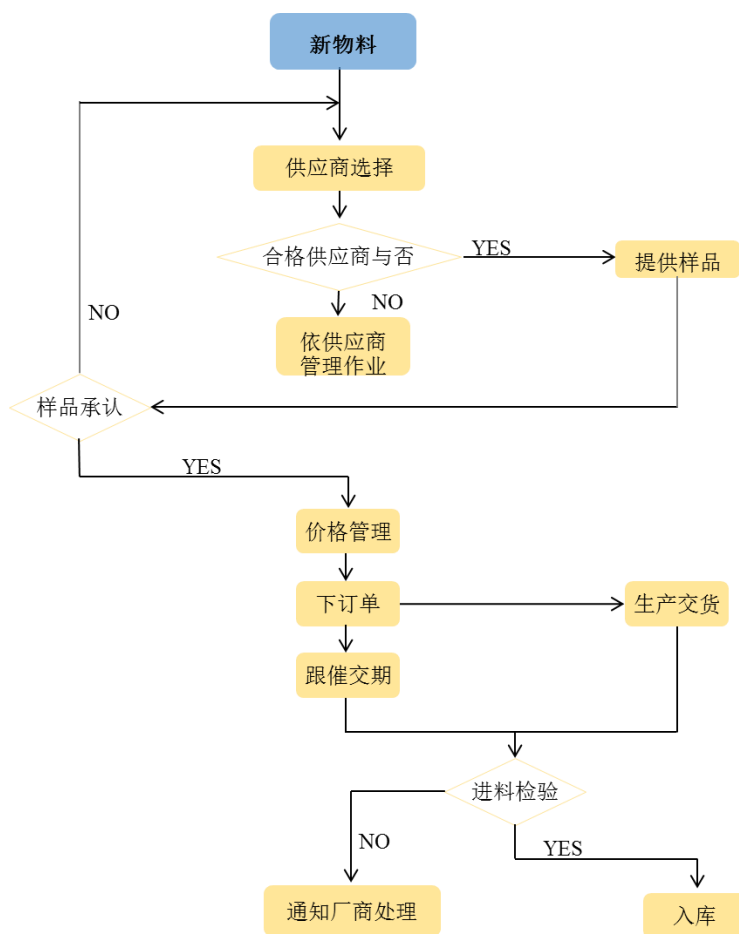 新物料
供应商选择
合格供应商与否
YES
提供样品
NO
NO
依供应商
管理作业
样品承认
YES
价格管理
下订单
生产交货
跟催交期
进料检验
NO
YES
通知厂商处理
入库